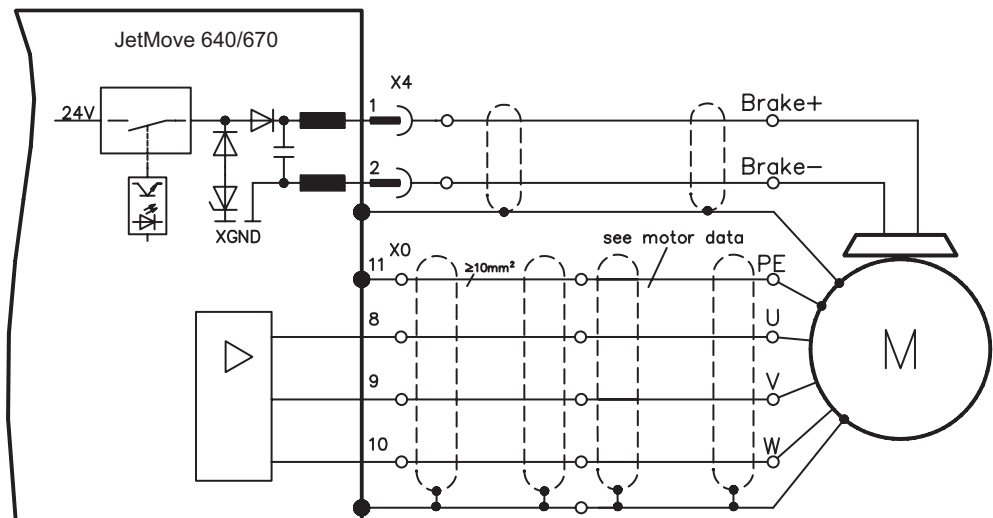 JetMove 640/670
X4
24V
1
Brake+
2
Brake-
XGND
see motor data
11 X0
≥10mm²
PE
8
U
9
V
10
W
M